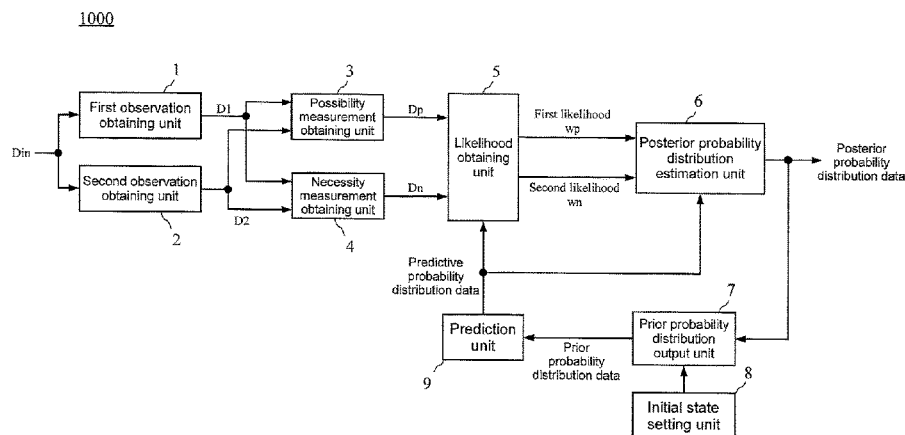 1000
1
First observation
obtaining unit
Din
Second observation
obtaining unit
2
D1
D2
3
Possibility
measurement
obtaining unit
Dp
Necessity
measurement
obtaining unit
4
Dn
5
Likelihood
obtaining
unit
First likelihood
wp
Second likelihood
wn
6
Posterior probability
distribution
estimation unit
Posterior
probability
distribution data
Predictive
probability
distribution data
Prediction
unit
9
Prior
probability
distribution data
7
Prior probability
distribution
output unit
8
Initial state
setting unit